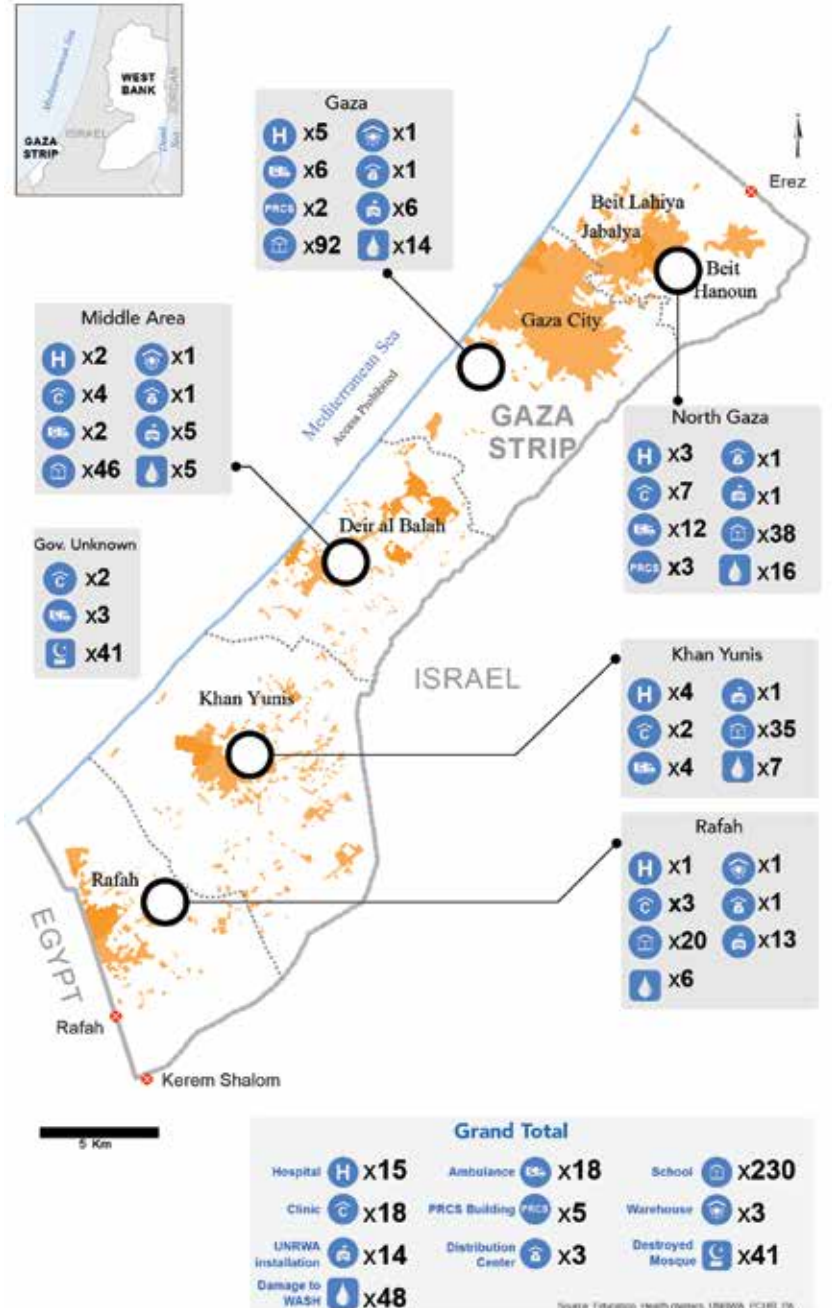 Mediterranean Sea
WEST
BANK
JORDAN
ISRAEL
GAZA
STRIP
Dead
Sea
Gaza
H x5 x1
x6 x1
PRCS x2 x6
x92 x14
Erez
Beit Lahiya
Jabalya
Beit
Hanoun
Gaza City
Middle Area
H x2 x1
C x4 x1
x2 x5
x46 x5
Mediterranean Sea
Access Prohibited
GAZA
STRIP
North Gaza
H x3 x1
C x7 x1
x12 x38
PRCS x3 x16
Deir al Balah
Gov. Unknown
C x2
x3
x41
ISRAEL
Khan Yunis
Khan Yunis
H x4 x1
C x2 x35
x4 x7
Rafah
H x1 x1
C x3 x1
x20 x13
x6
Rafah
EGYPT
Rafah
Kerem Shalom
5 Km
Grand Total
Hospital H x15 Ambulance x18 School x230
Clinic C x18 PRCS Building PRCS x5 Warehouse x3
UNRWA
installation x14 Distribution
Center x3 Destroyed
Mosque x41
Damage to
WASH x48
Source: Education, Health clusters, UNRWA,